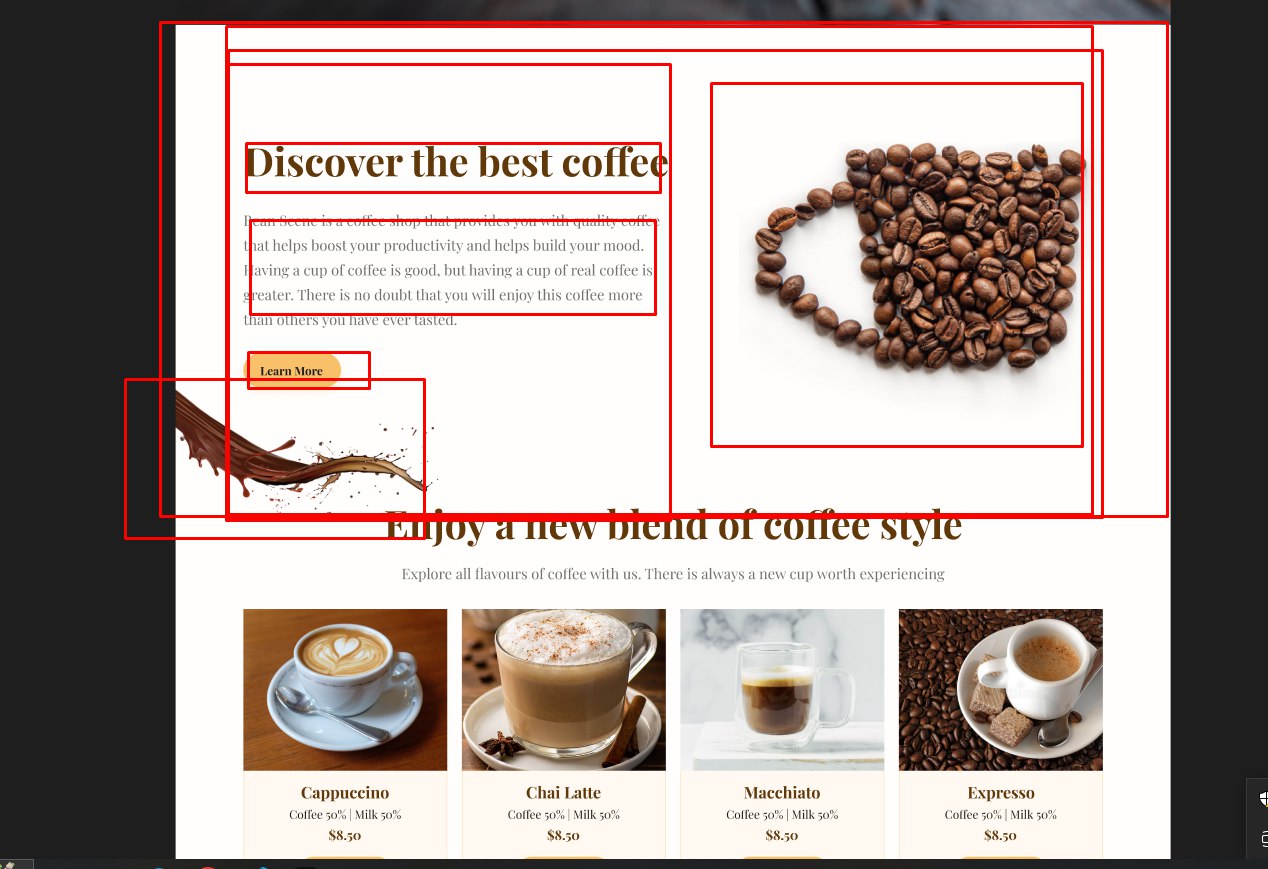 Discover the best coffee
Bean Scene is a coffee shop that provides you with quality coffee
that helps boost your productivity and helps build your mood.
Having a cup of coffee is good, but having a cup of real coffee is
greater. There is no doubt that you will enjoy this coffee more
than others you have ever tasted.
Learn More
Enjoy a new blend of coffee style
Explore all flavours of coffee with us. There is always a new cup worth experiencing
Cappuccino
Coffee 50% | Milk 50%
$8.50
Chai Latte
Coffee 50% | Milk 50%
$8.50
Macchiato
Coffee 50% | Milk 50%
$8.50
Expresso
Coffee 50% | Milk 50%
$8.50